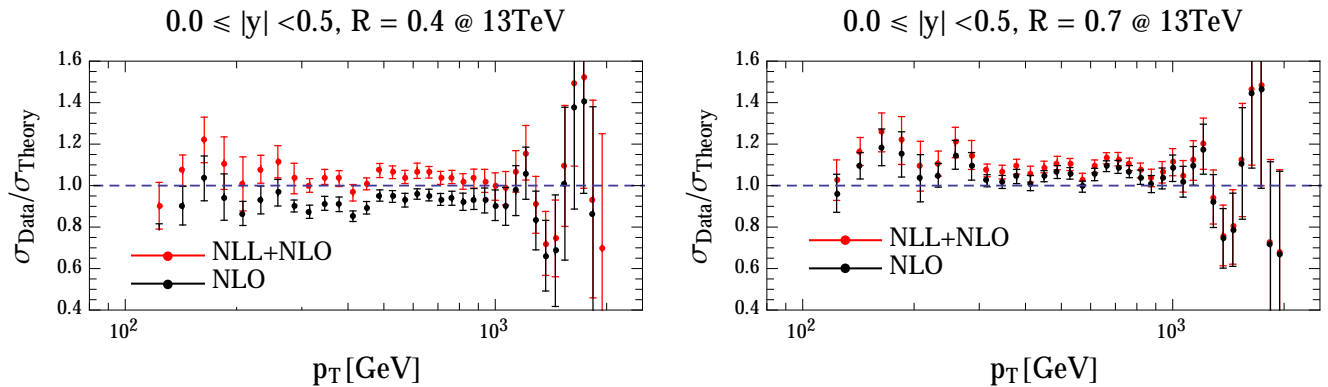 0.0 ⩽ |y| <0.5, R = 0.4 @ 13TeV
σData/σTheory
1.6
1.4
1.2
1.0
0.8
0.6
0.4
NLL+NLO
NLO
10²
10³
pT [GeV]
0.0 ⩽ |y| <0.5, R = 0.7 @ 13TeV
σData/σTheory
1.6
1.4
1.2
1.0
0.8
0.6
0.4
NLL+NLO
NLO
10²
10³
pT [GeV]